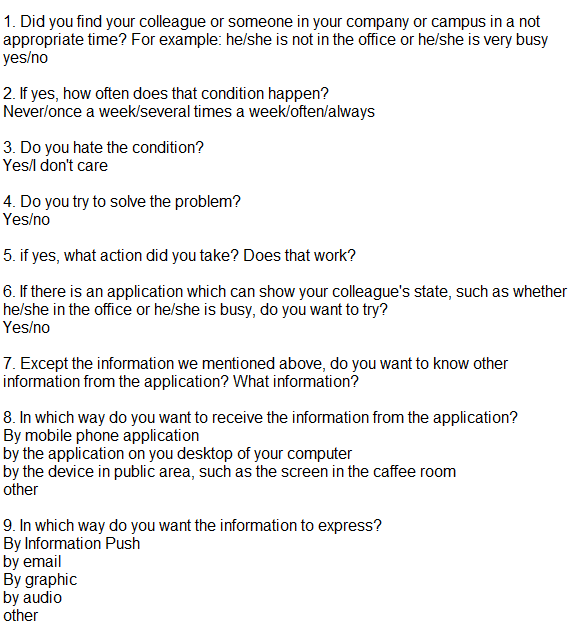 1. Did you find your colleague or someone in your company or campus in a not
appropriate time? For example: he/she is not in the office or he/she is very busy
yes/no
2. If yes, how often does that condition happen?
Never/once a week/several times a week/often/always
3. Do you hate the condition?
Yes/I don't care
4. Do you try to solve the problem?
Yes/no
5. if yes, what action did you take? Does that work?
6. If there is an application which can show your colleague's state, such as whether
he/she in the office or he/she is busy, do you want to try?
Yes/no
7. Except the information we mentioned above, do you want to know other
information from the application? What information?
8. In which way do you want to receive the information from the application?
By mobile phone application
by the application on you desktop of your computer
by the device in public area, such as the screen in the caffee room
other
9. In which way do you want the information to express?
By Information Push
by email
By graphic
by audio
other